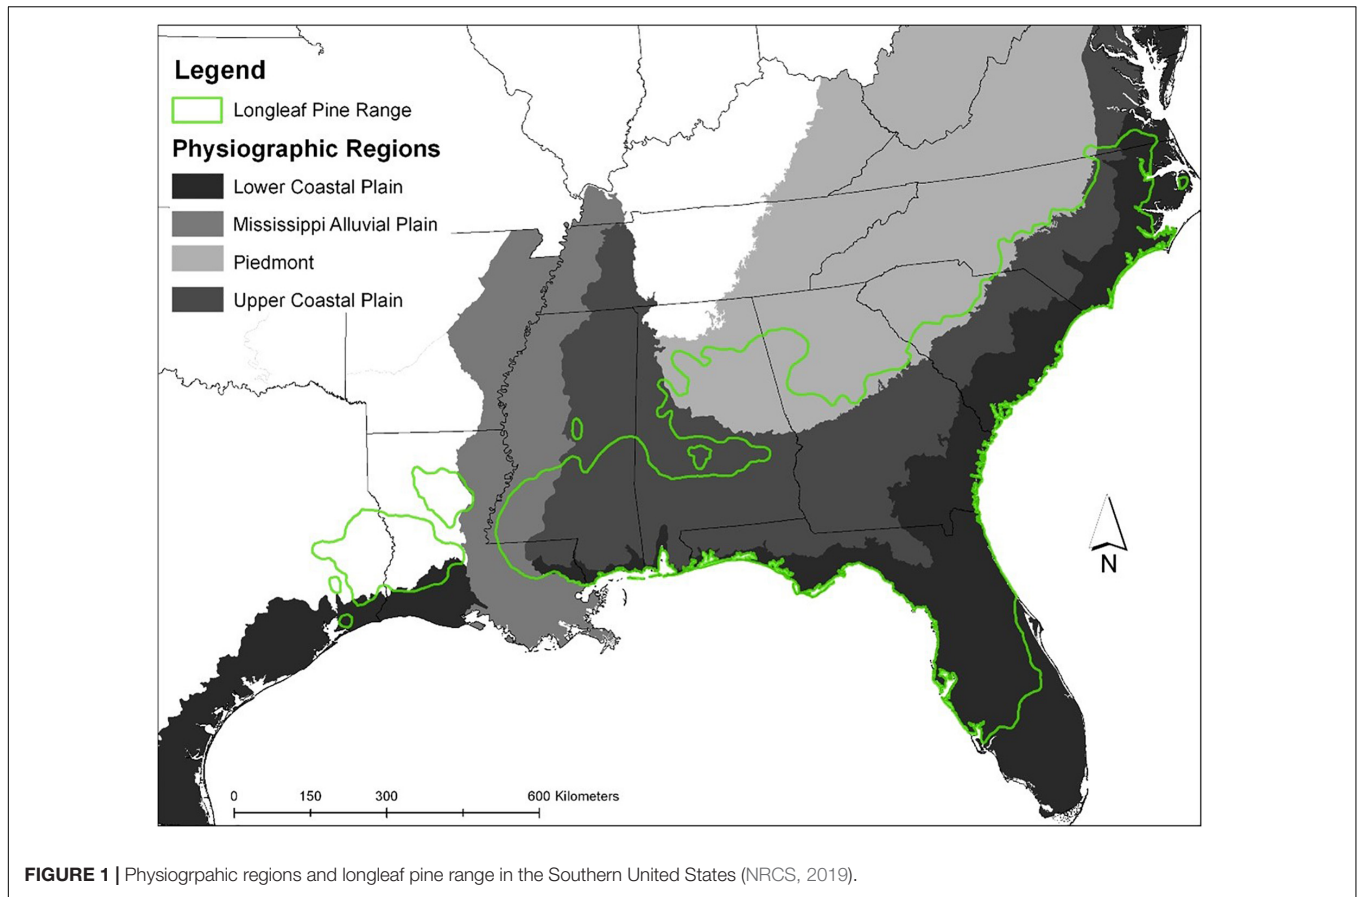 Legend
Longleaf Pine Range
Physiographic Regions
Lower Coastal Plain
Mississippi Alluvial Plain
Piedmont
Upper Coastal Plain
N
0 150 300 600 Kilometers
FIGURE 1 | Physiogrpahic regions and longleaf pine range in the Southern United States (NRCS, 2019).